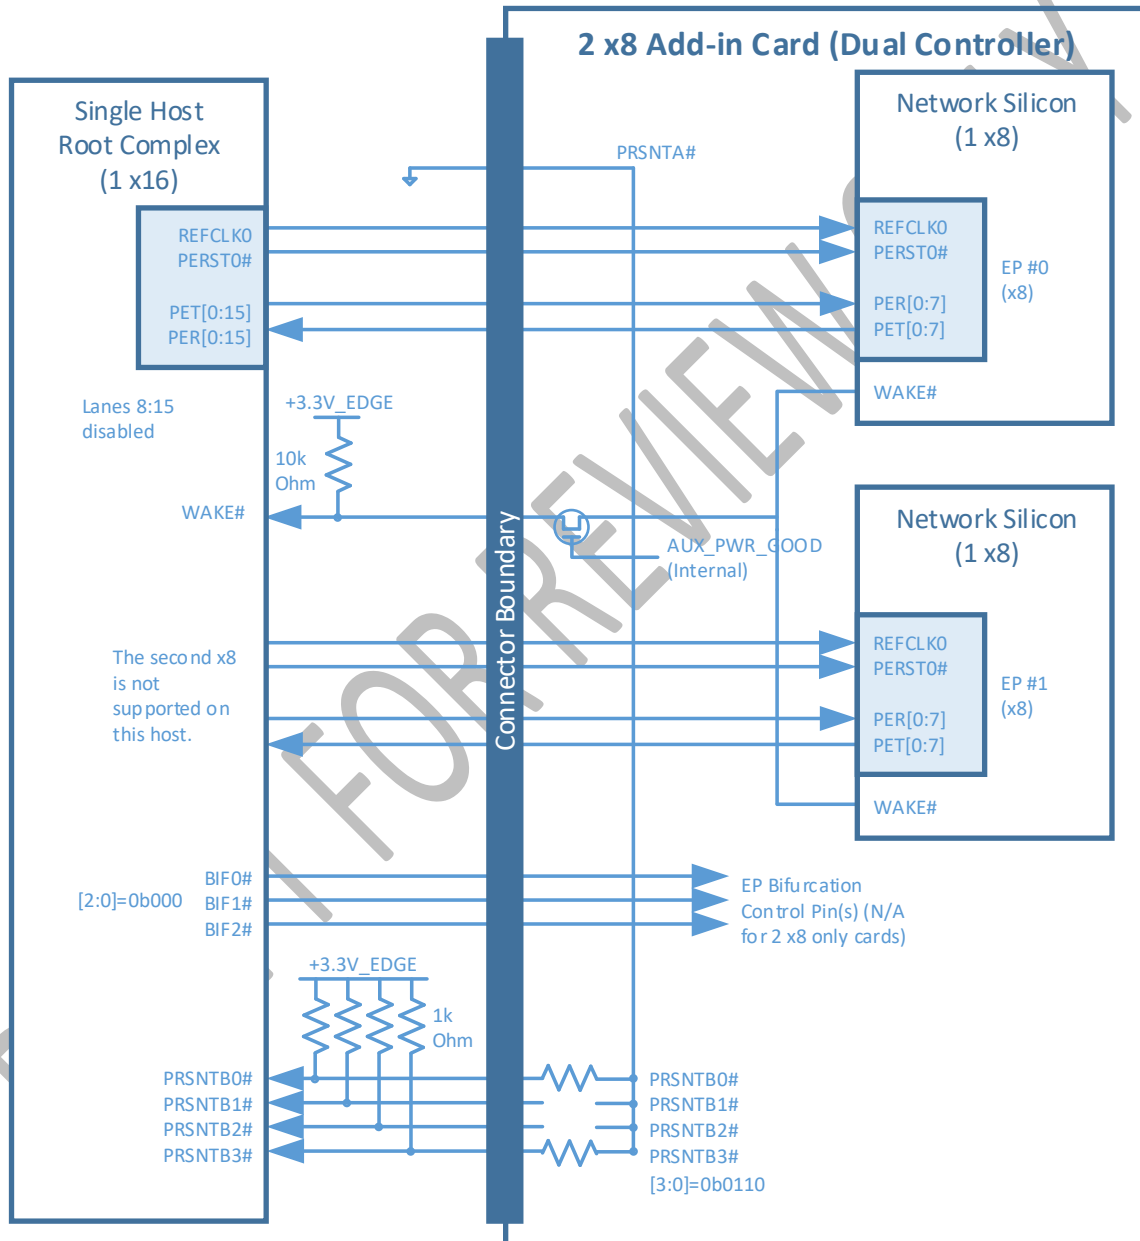 2 x8 Add-in Card (Dual Controller)
Single Host
Root Complex
(1 x16)
REFCLK0
PERST0#
PET[0:15]
PER[0:15]
Lanes 8:15
disabled
+3.3V_EDGE
10k
Ohm
WAKE#
The second x8
is not
supported on
this host.
[2:0]=0b000
BIF0#
BIF1#
BIF2#
+3.3V_EDGE
1k
Ohm
PRSNTB0#
PRSNTB1#
PRSNTB2#
PRSNTB3#
Connector Boundary
PRSNTA#
Network Silicon
(1 x8)
REFCLK0
PERST0#
PER[0:7]
PET[0:7]
EP #0
(x8)
WAKE#
AUX_PWR_GOOD
(Internal)
Network Silicon
(1 x8)
REFCLK0
PERST0#
PER[0:7]
PET[0:7]
EP #1
(x8)
WAKE#
EP Bifurcation
Control Pin(s) (N/A
for 2 x8 only cards)
PRSNTB0#
PRSNTB1#
PRSNTB2#
PRSNTB3#
[3:0]=0b0110
FOR REVIEW